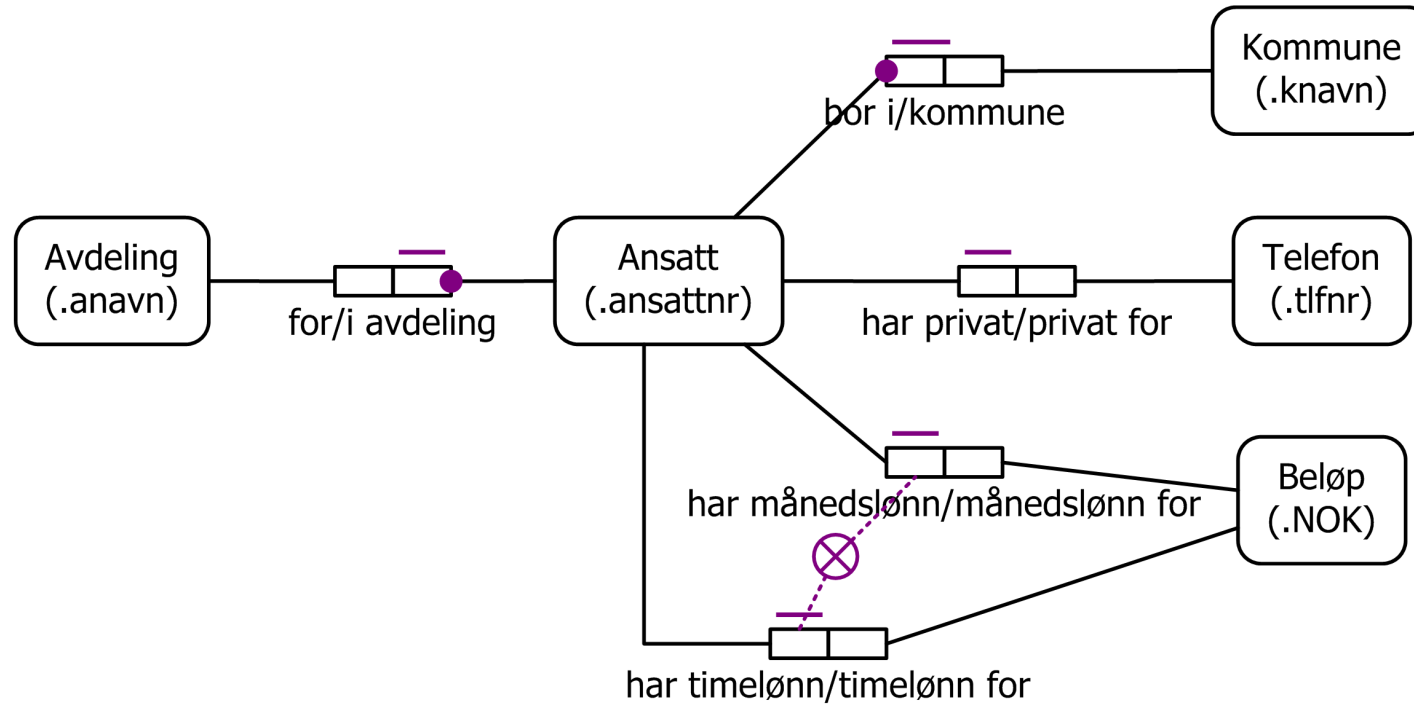 Kommune
(.knavn)
bor i/kommune
Avdeling
(.anavn)
for/i avdeling
Ansatt
(.ansattnr)
har privat/privat for
Telefon
(.tlfnr)
har månedslønn/månedslønn for
Beløp
(.NOK)
har timelønn/timelønn for